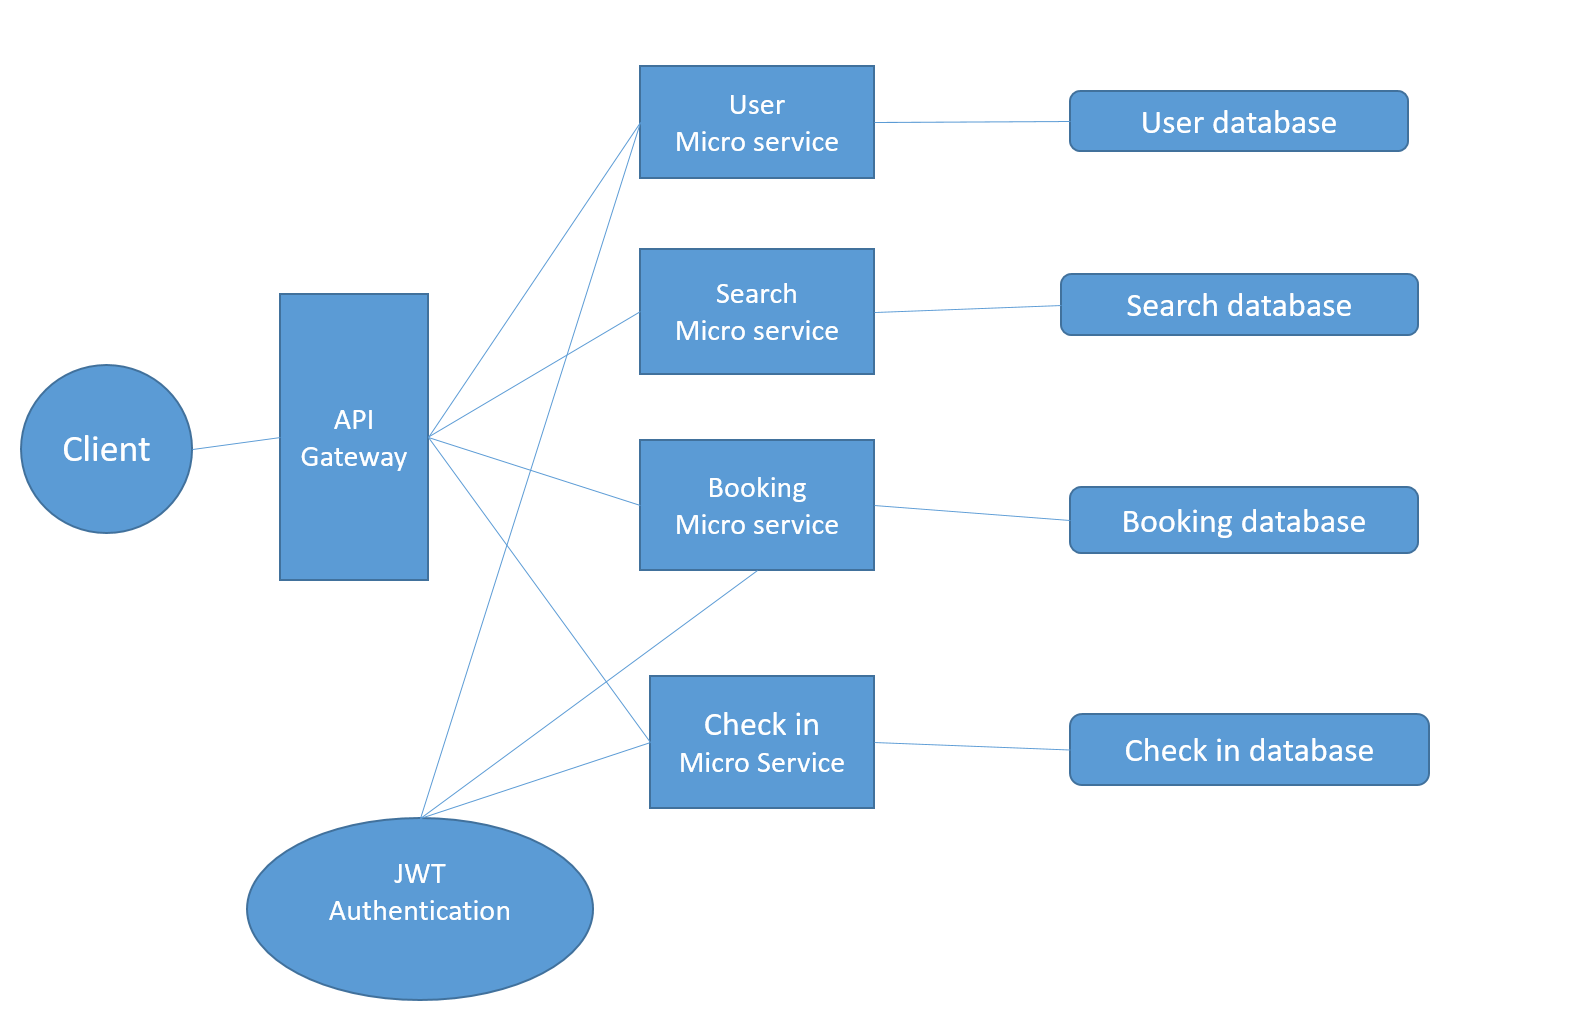 User
Micro service
User database
Search
Micro service
Search database
API
Gateway
Client
Booking
Micro service
Booking database
Check in
Micro Service
Check in database
JWT
Authentication